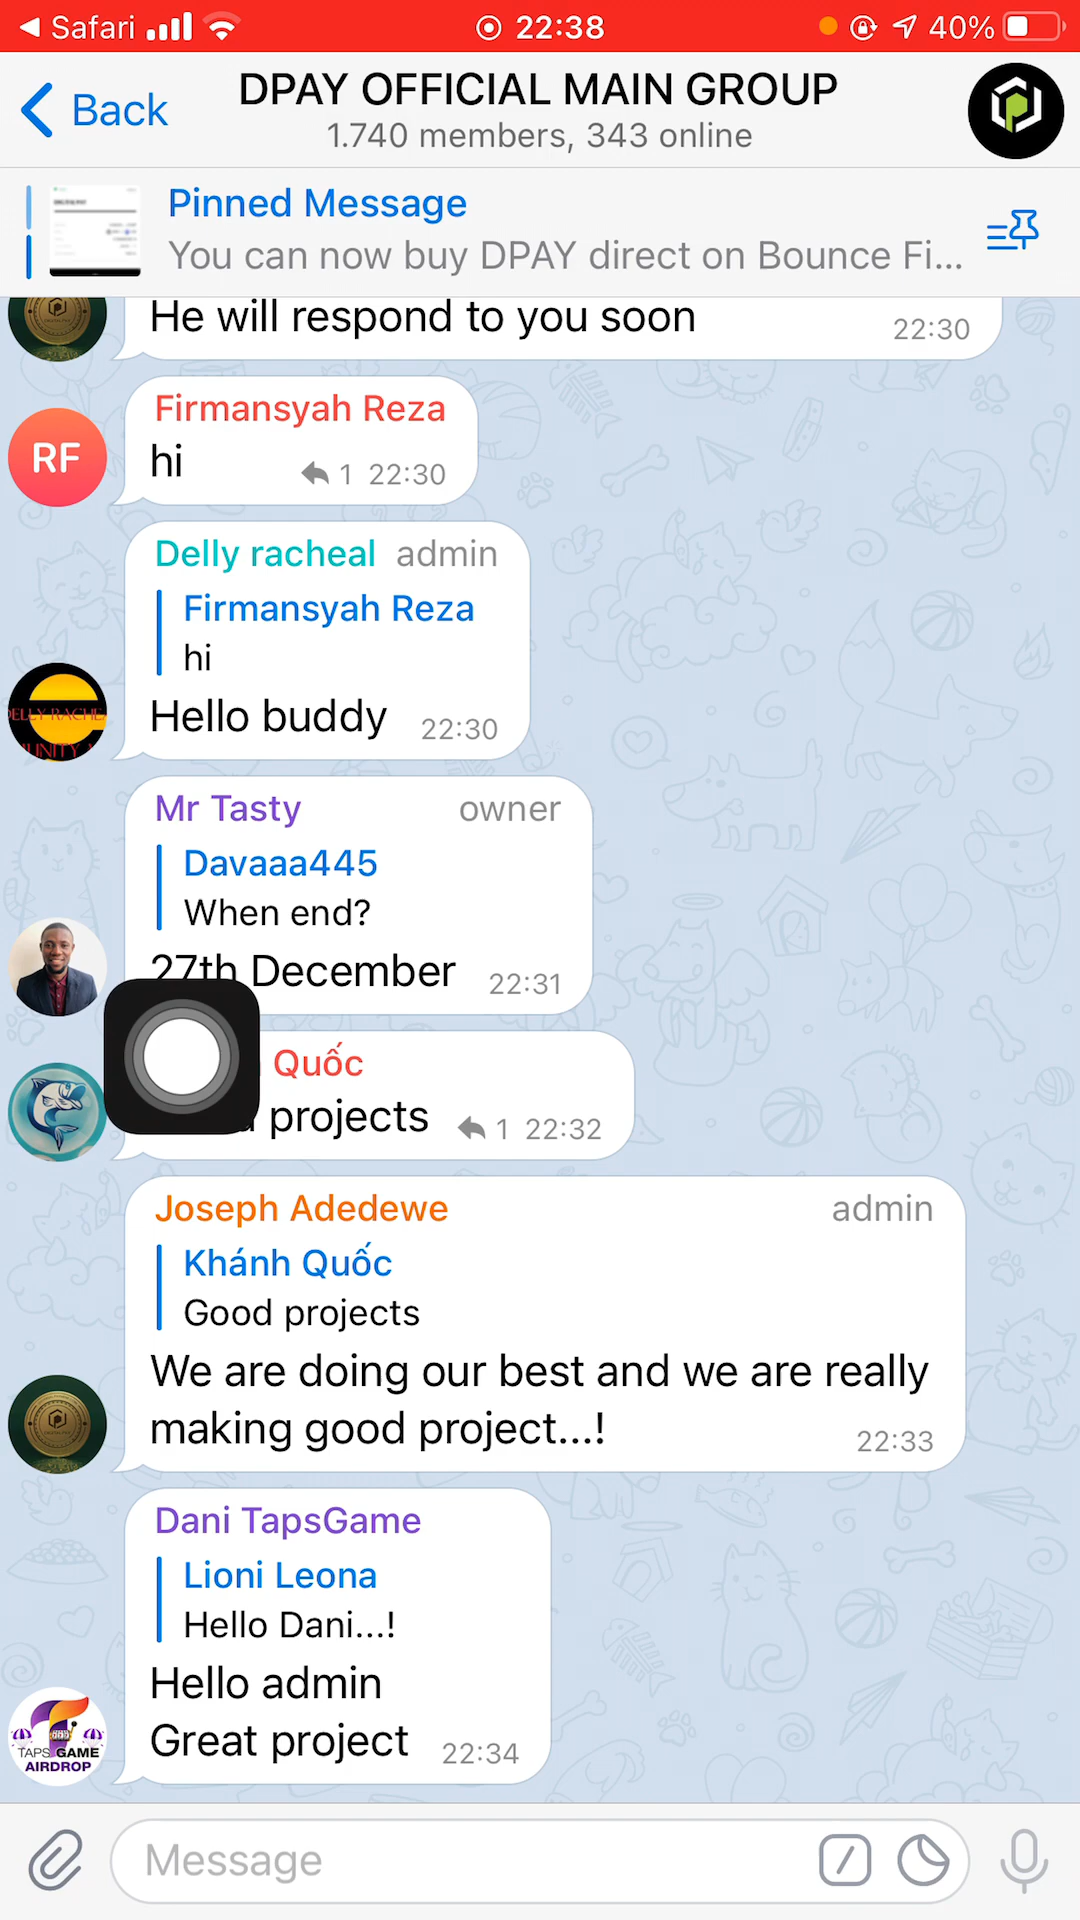 Safari 22:38 40%
Back DPAY OFFICIAL MAIN GROUP
1.740 members, 343 online
Pinned Message
You can now buy DPAY direct on Bounce Fi...
He will respond to you soon 22:30
Firmansyah Reza
RF
hi 1 22:30
Delly racheal admin
Firmansyah Reza
hi
Hello buddy 22:30
Mr Tasty owner
Davaaa445
When end?
27th December 22:31
Quốc
projects 1 22:32
Joseph Adedewe admin
Khánh Quốc
Good projects
We are doing our best and we are really
making good project...! 22:33
Dani TapsGame
Lioni Leona
Hello Dani...!
Hello admin
Great project 22:34
TAPS GAME
AIRDROP
Message